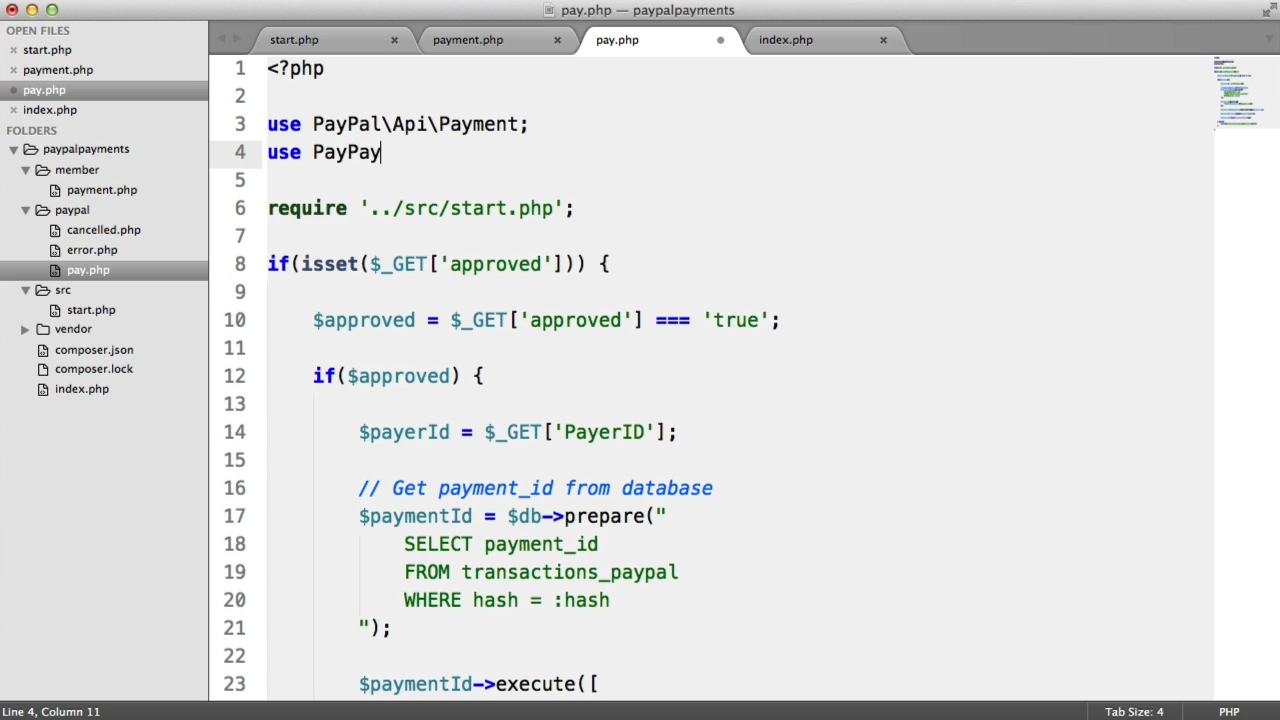 pay.php — paypalpayments
OPEN FILES
start.php
payment.php
pay.php
index.php
FOLDERS
paypalpayments
member
payment.php
paypal
cancelled.php
error.php
pay.php
src
start.php
vendor
composer.json
composer.lock
index.php
start.php
payment.php
pay.php
index.php
1 <?php
2
3 use PayPal\Api\Payment;
4 use PayPay
5
6 require '../src/start.php';
7
8 if(isset($_GET['approved'])) {
9
10 $approved = $_GET['approved'] === 'true';
11
12 if($approved) {
13
14 $payerId = $_GET['PayerID'];
15
16 // Get payment_id from database
17 $paymentId = $db->prepare("
18 SELECT payment_id
19 FROM transactions_paypal
20 WHERE hash = :hash
21 ");
22
23 $paymentId->execute([
Line 4, Column 11
Tab Size: 4
PHP